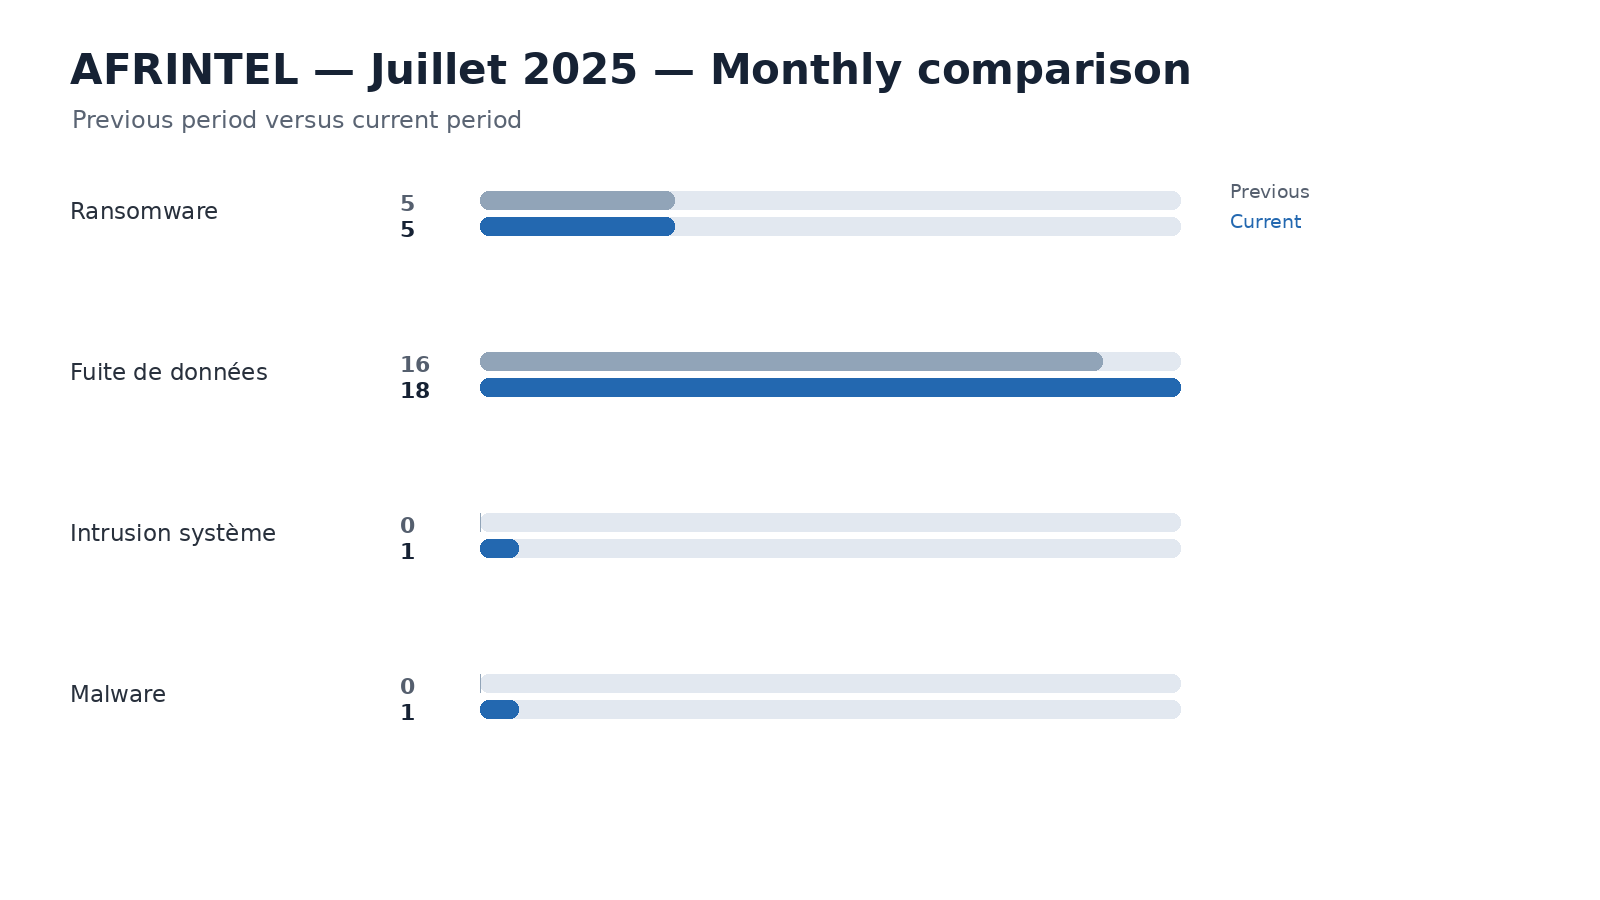 AFRINTEL — Juillet 2025 — Monthly comparison
Previous period versus current period
Ransomware
5
5
Previous
Current
Fuite de données
16
18
Intrusion système
0
1
Malware
0
1